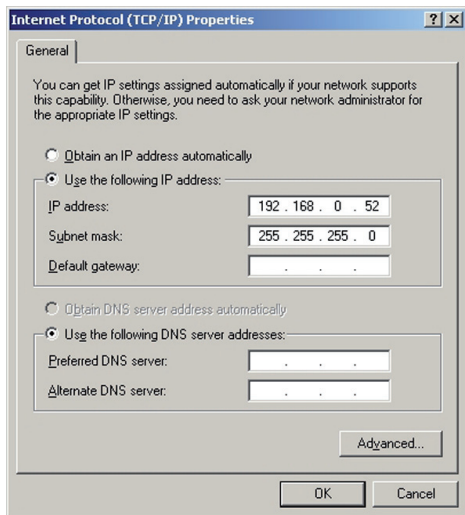 Internet Protocol (TCP/IP) Properties
General
You can get IP settings assigned automatically if your network supports
this capability. Otherwise, you need to ask your network administrator for
the appropriate IP settings.
Obtain an IP address automatically
Use the following IP address:
IP address: 192 . 168 . 0 . 52
Subnet mask: 255 . 255 . 255 . 0
Default gateway: . . .
Obtain DNS server address automatically
Use the following DNS server addresses:
Preferred DNS server: . . .
Alternate DNS server: . . .
Advanced...
OK Cancel